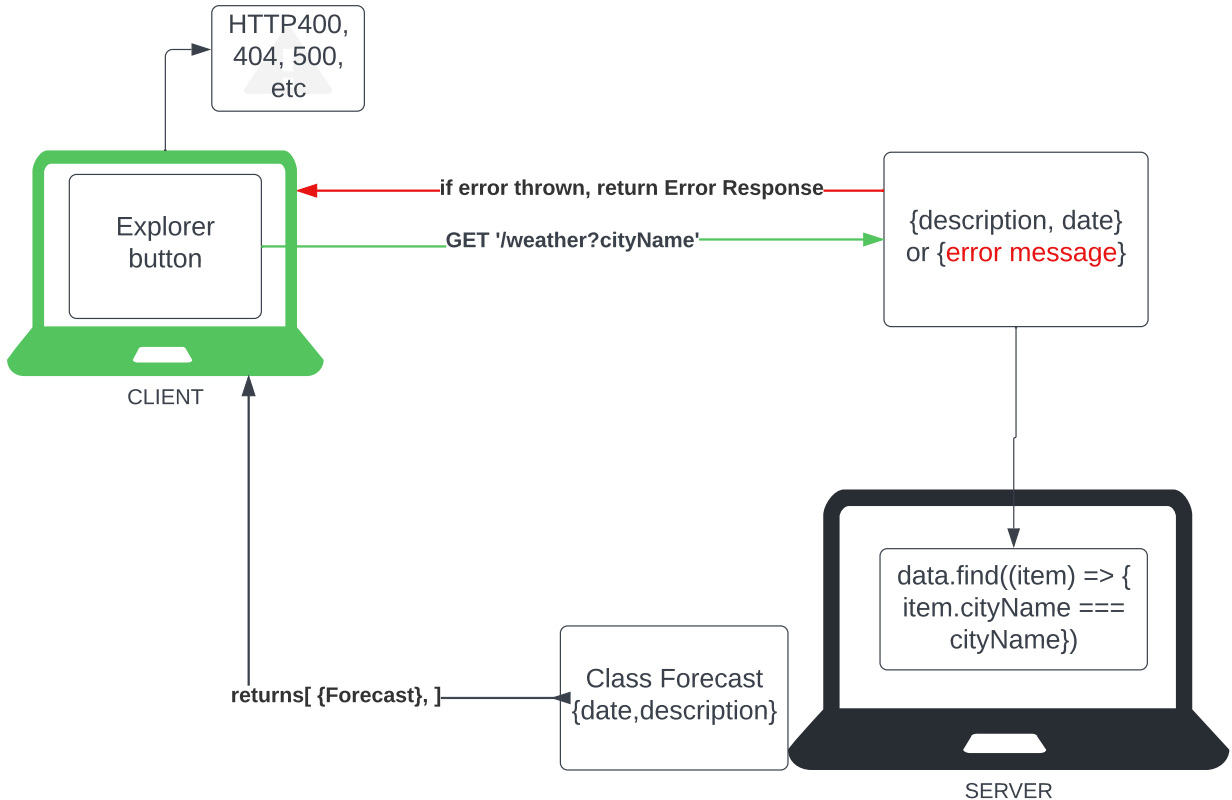 HTTP400,
404, 500,
etc
if error thrown, return Error Response
Explorer
button
GET '/weather?cityName'
{description, date}
or {error message}
CLIENT
data.find((item) => {
item.cityName ===
cityName})
returns[ {Forecast}, ]
Class Forecast
{date,description}
SERVER